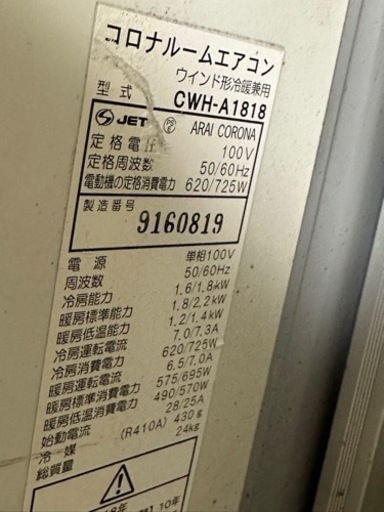 コロナルームエアコン
ウインド形冷暖兼用
型式 CWH-A1818
JET PSE ARAI CORONA
定格電圧 100V
定格周波数 50/60Hz
電動機の定格消費電力 620/725W
製造番号
9160819
電源 単相100V
周波数 50/60Hz
冷房能力 1.6/1.8kW
暖房標準能力 1.8/2.2kW
暖房低温能力 1.2/1.4kW
冷房運転電流 7.0/7.3A
冷房消費電力 620/725W
暖房運転電流 6.5/7.0A
暖房標準消費電力 575/695W
暖房低温消費電力 490/570W
始動電流 28/25A
冷媒 (R410A) 430g
総質量 24kg